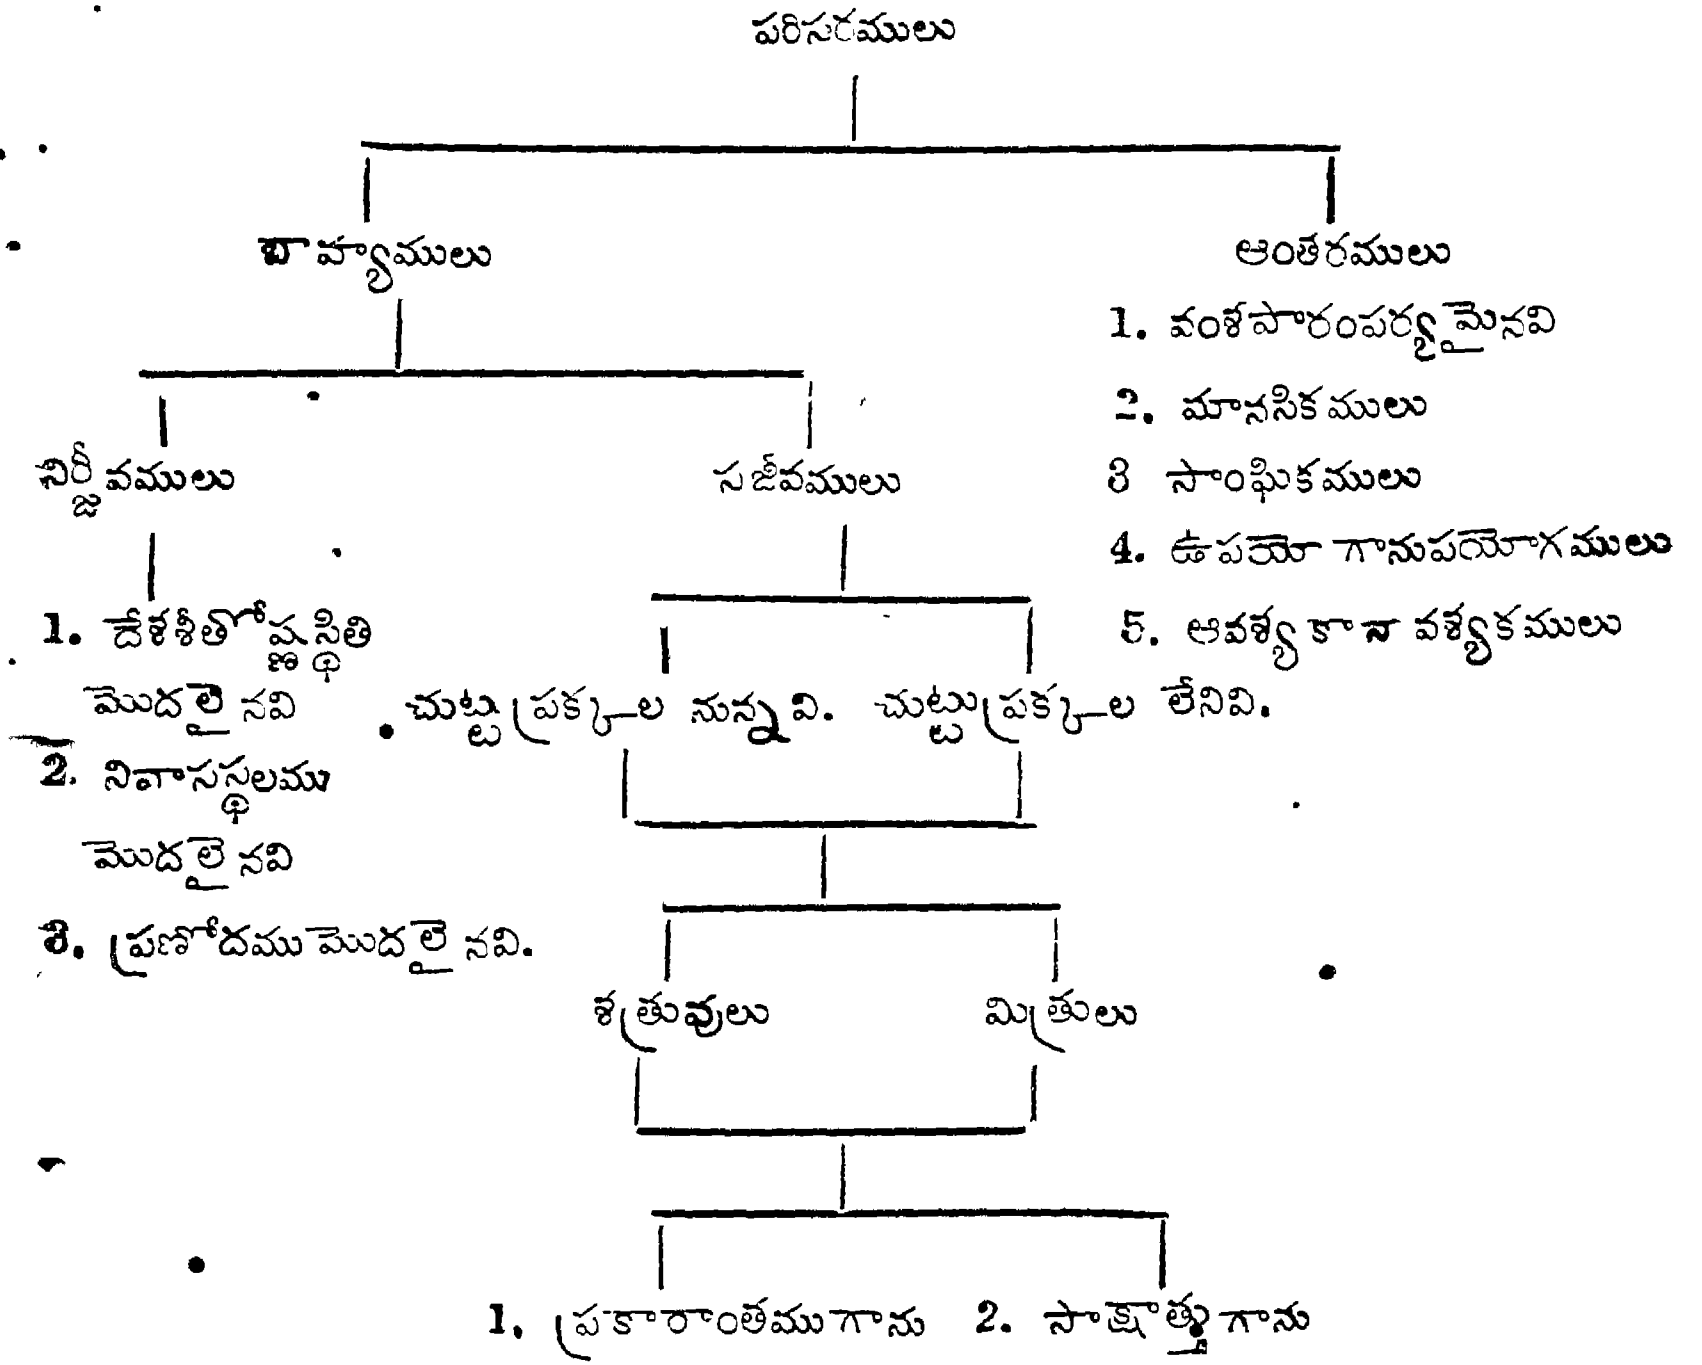 పరిసరములు
బాహ్యాములు
ఆంతరములు
1. వంశపారంపర్యమైనవి
2. మానసికములు
3 సాంఘికములు
4. ఉపయోగానుపయోగములు
5. ఆవశ్యకానావశ్యకములు
నిర్జీవములు
సజీవములు
1. దేశశీతోష్ణస్థితి
మొదలైనవి
2. నివాసస్థలము
మొదలైనవి
3. ప్రణోదము మొదలైనవి.
చుట్టప్రక్కల నున్నవి.
చుట్టుప్రక్కల లేనివి.
శత్రువులు
మిత్రులు
1. ప్రకారాంతముగాను
2. సాక్షాత్తుగాను